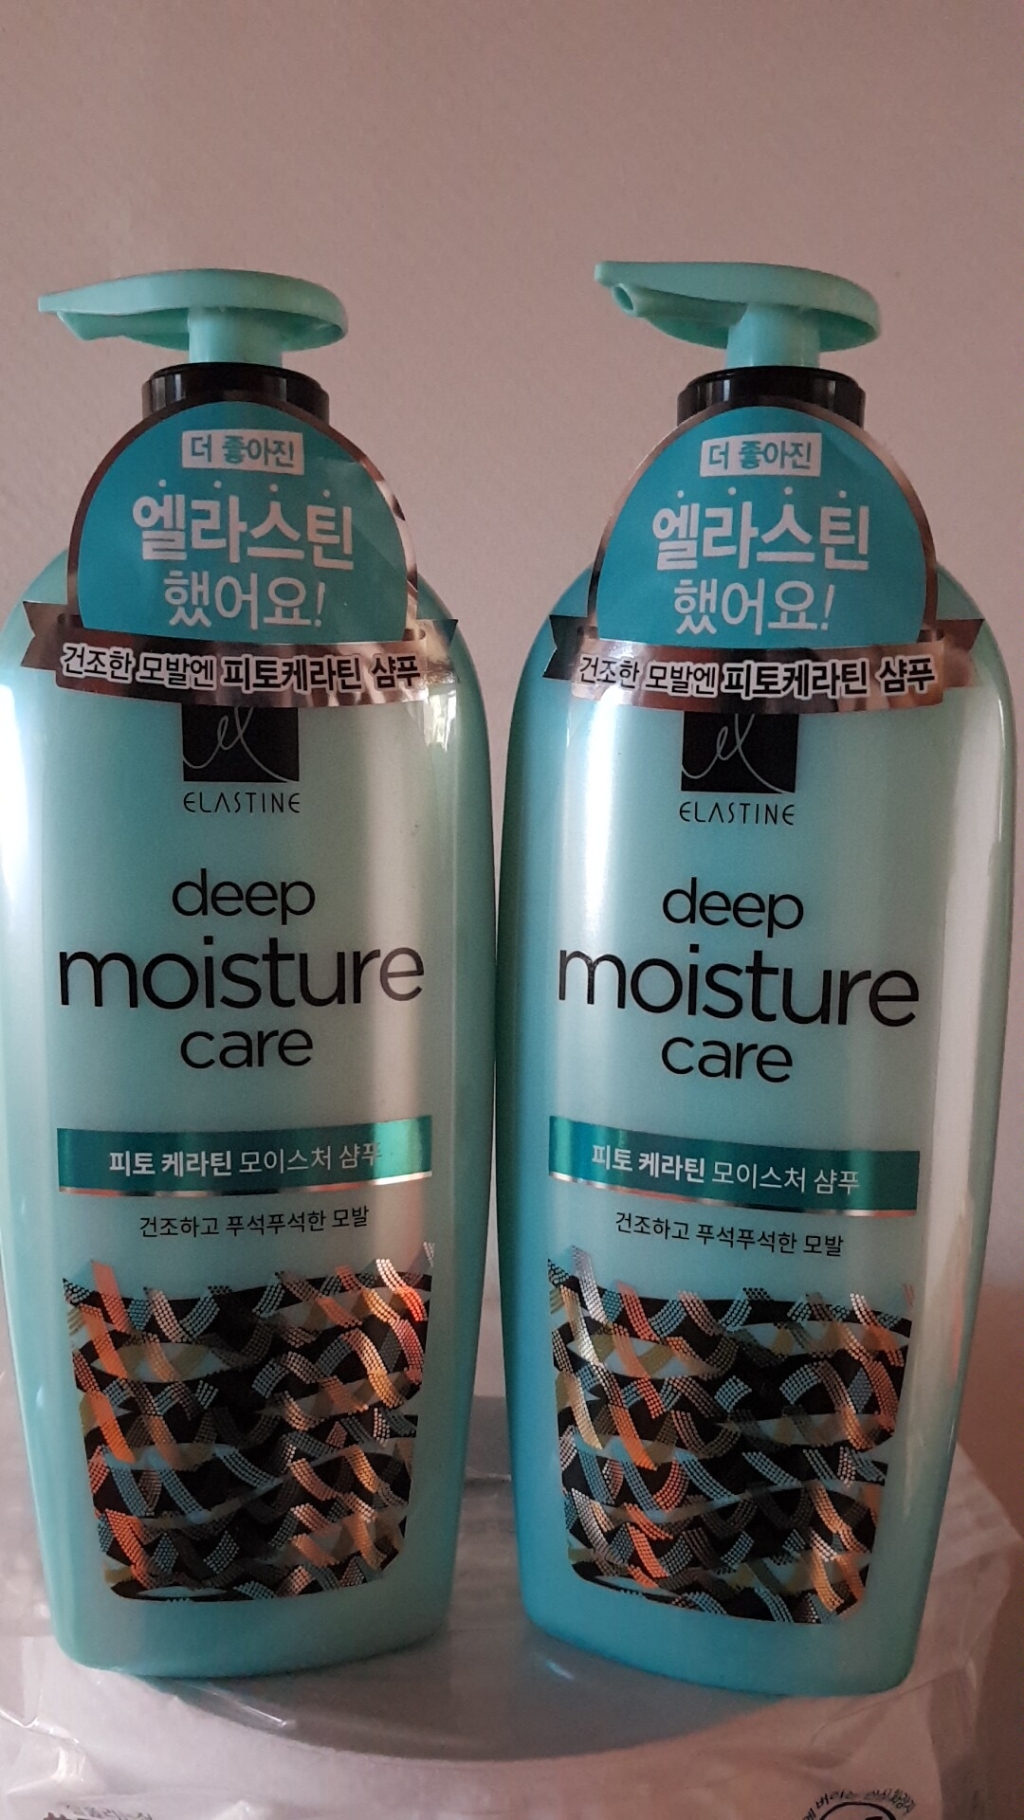 더 좋아진
엘라스틴
했어요!
건조한 모발엔 피토케라틴 샴푸
el
ELASTINE
deep
moisture
care
피토 케라틴 모이스처 샴푸
건조하고 푸석푸석한 모발
더 좋아진
엘라스틴
했어요!
건조한 모발엔 피토케라틴 샴푸
el
ELASTINE
deep
moisture
care
피토 케라틴 모이스처 샴푸
건조하고 푸석푸석한 모발